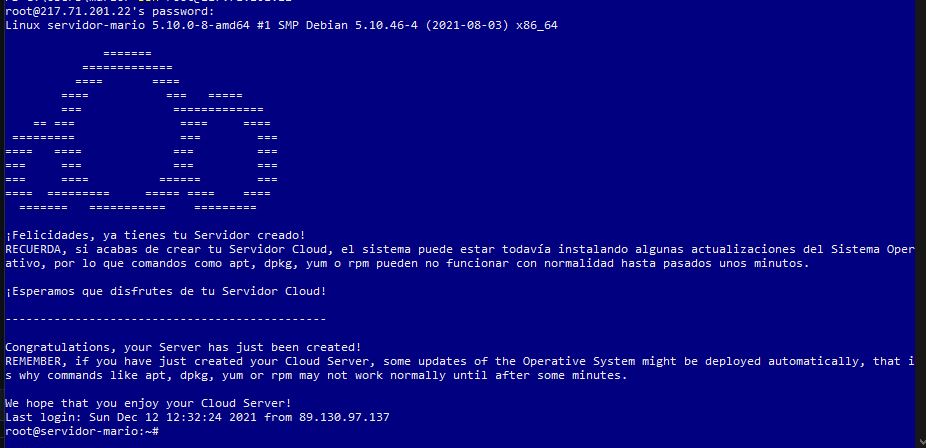 root@217.71.201.22's password:
Linux servidor-mario 5.10.0-8-amd64 #1 SMP Debian 5.10.46-4 (2021-08-03) x86_64
¡Felicidades, ya tienes tu Servidor creado!
RECUERDA, si acabas de crear tu Servidor Cloud, el sistema puede estar todavía instalando algunas actualizaciones del Sistema Oper
ativo, por lo que comandos como apt, dpkg, yum o rpm pueden no funcionar con normalidad hasta pasados unos minutos.
¡Esperamos que disfrutes de tu Servidor Cloud!
----------------------------------------------
Congratulations, your Server has just been created!
REMEMBER, if you have just created your Cloud Server, some updates of the Operative System might be deployed automatically, that i
s why commands like apt, dpkg, yum or rpm may not work normally until after some minutes.
We hope that you enjoy your Cloud Server!
Last login: Sun Dec 12 12:32:24 2021 from 89.130.97.137
root@servidor-mario:~#